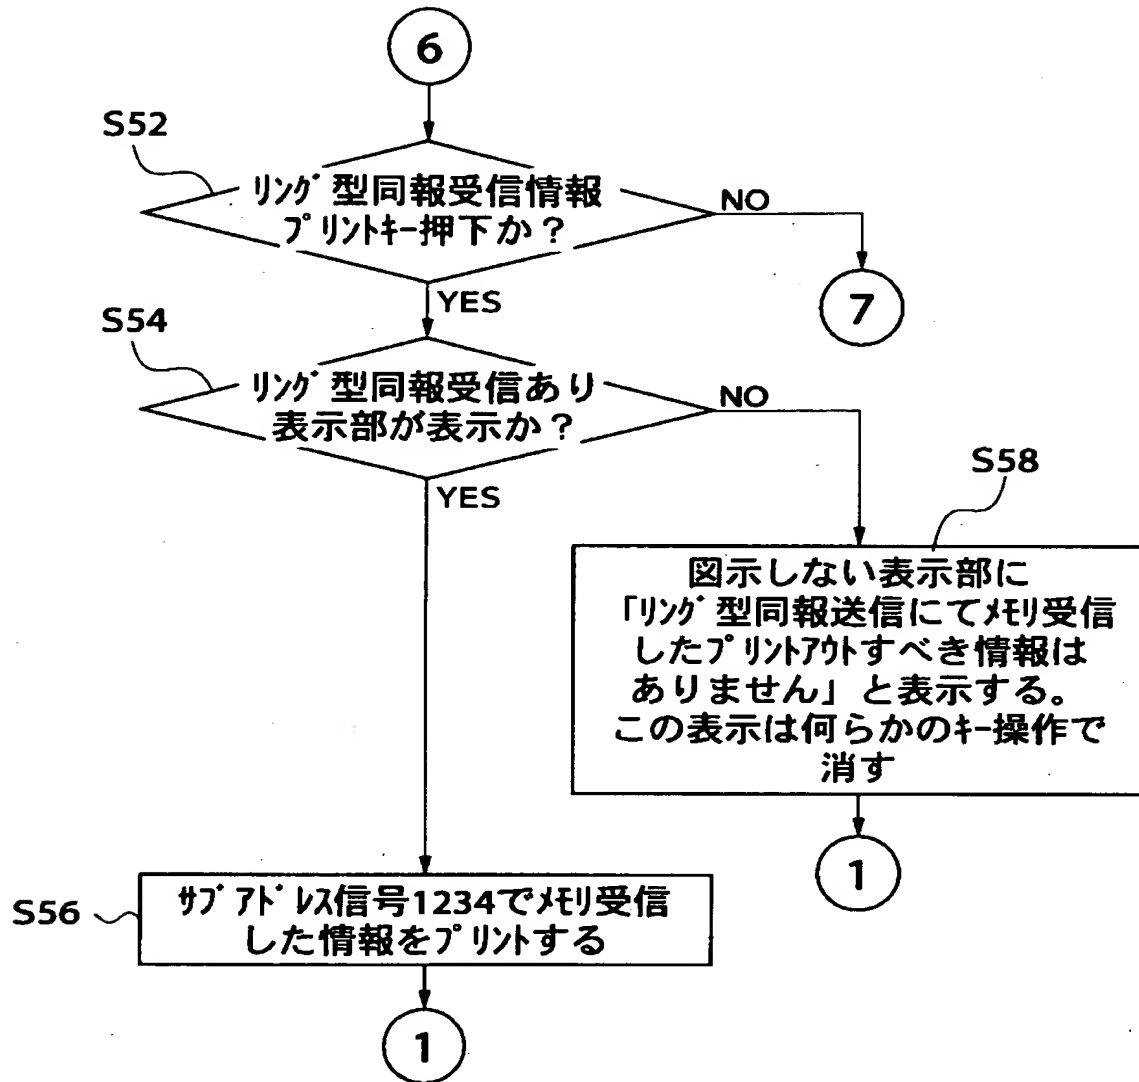 6
S52
ﾘﾝｸﾞ型同報受信情報
ﾌﾟﾘﾝﾄｷｰ押下か？
NO
7
YES
S54
ﾘﾝｸﾞ型同報受信あり
表示部が表示か？
NO
YES
S58
図示しない表示部に
「ﾘﾝｸﾞ型同報送信にてﾒﾓﾘ受信
したﾌﾟﾘﾝﾄｱｳﾄすべき情報は
ありません」と表示する。
この表示は何らかのｷｰ操作で
消す
1
S56
ｻﾌﾞｱﾄﾞﾚｽ信号1234でﾒﾓﾘ受信
した情報をﾌﾟﾘﾝﾄする
1